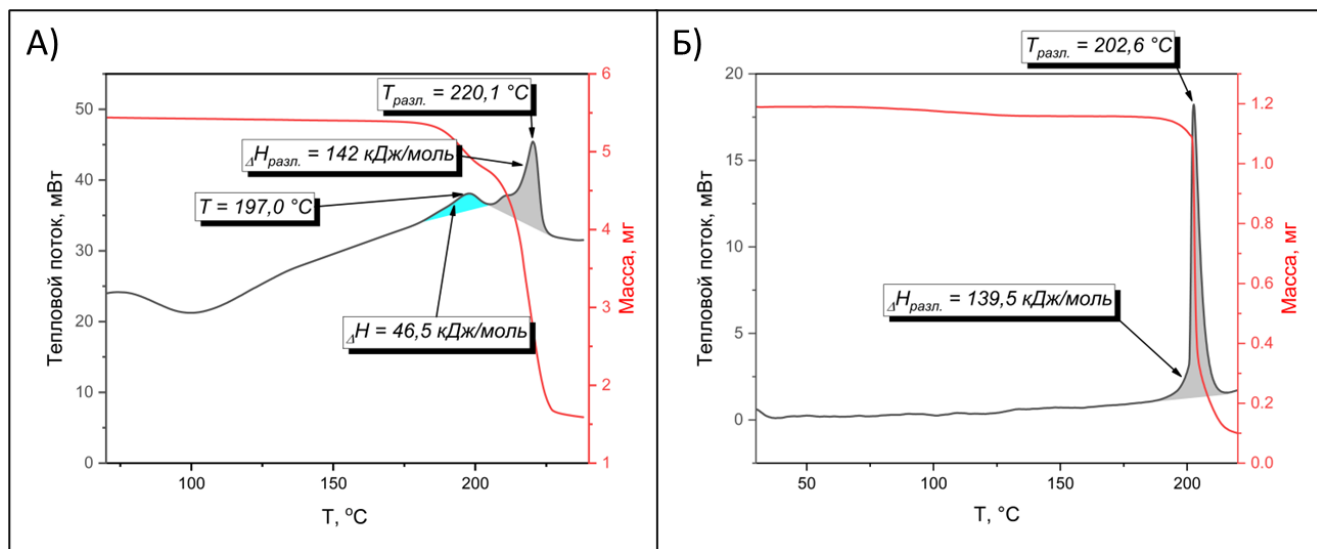 А)
Tразл. = 220,1 °C
ΔHразл. = 142 кДж/моль
T = 197,0 °C
ΔH = 46,5 кДж/моль
Тепловой поток, мВт
50
40
30
20
10
0
Масса, мг
6
5
4
3
2
1
100
150
200
T, °C
Б)
Tразл. = 202,6 °C
ΔHразл. = 139,5 кДж/моль
Тепловой поток, мВт
20
15
10
5
0
Масса, мг
1.2
1.0
0.8
0.6
0.4
0.2
0.0
50
100
150
200
T, °C